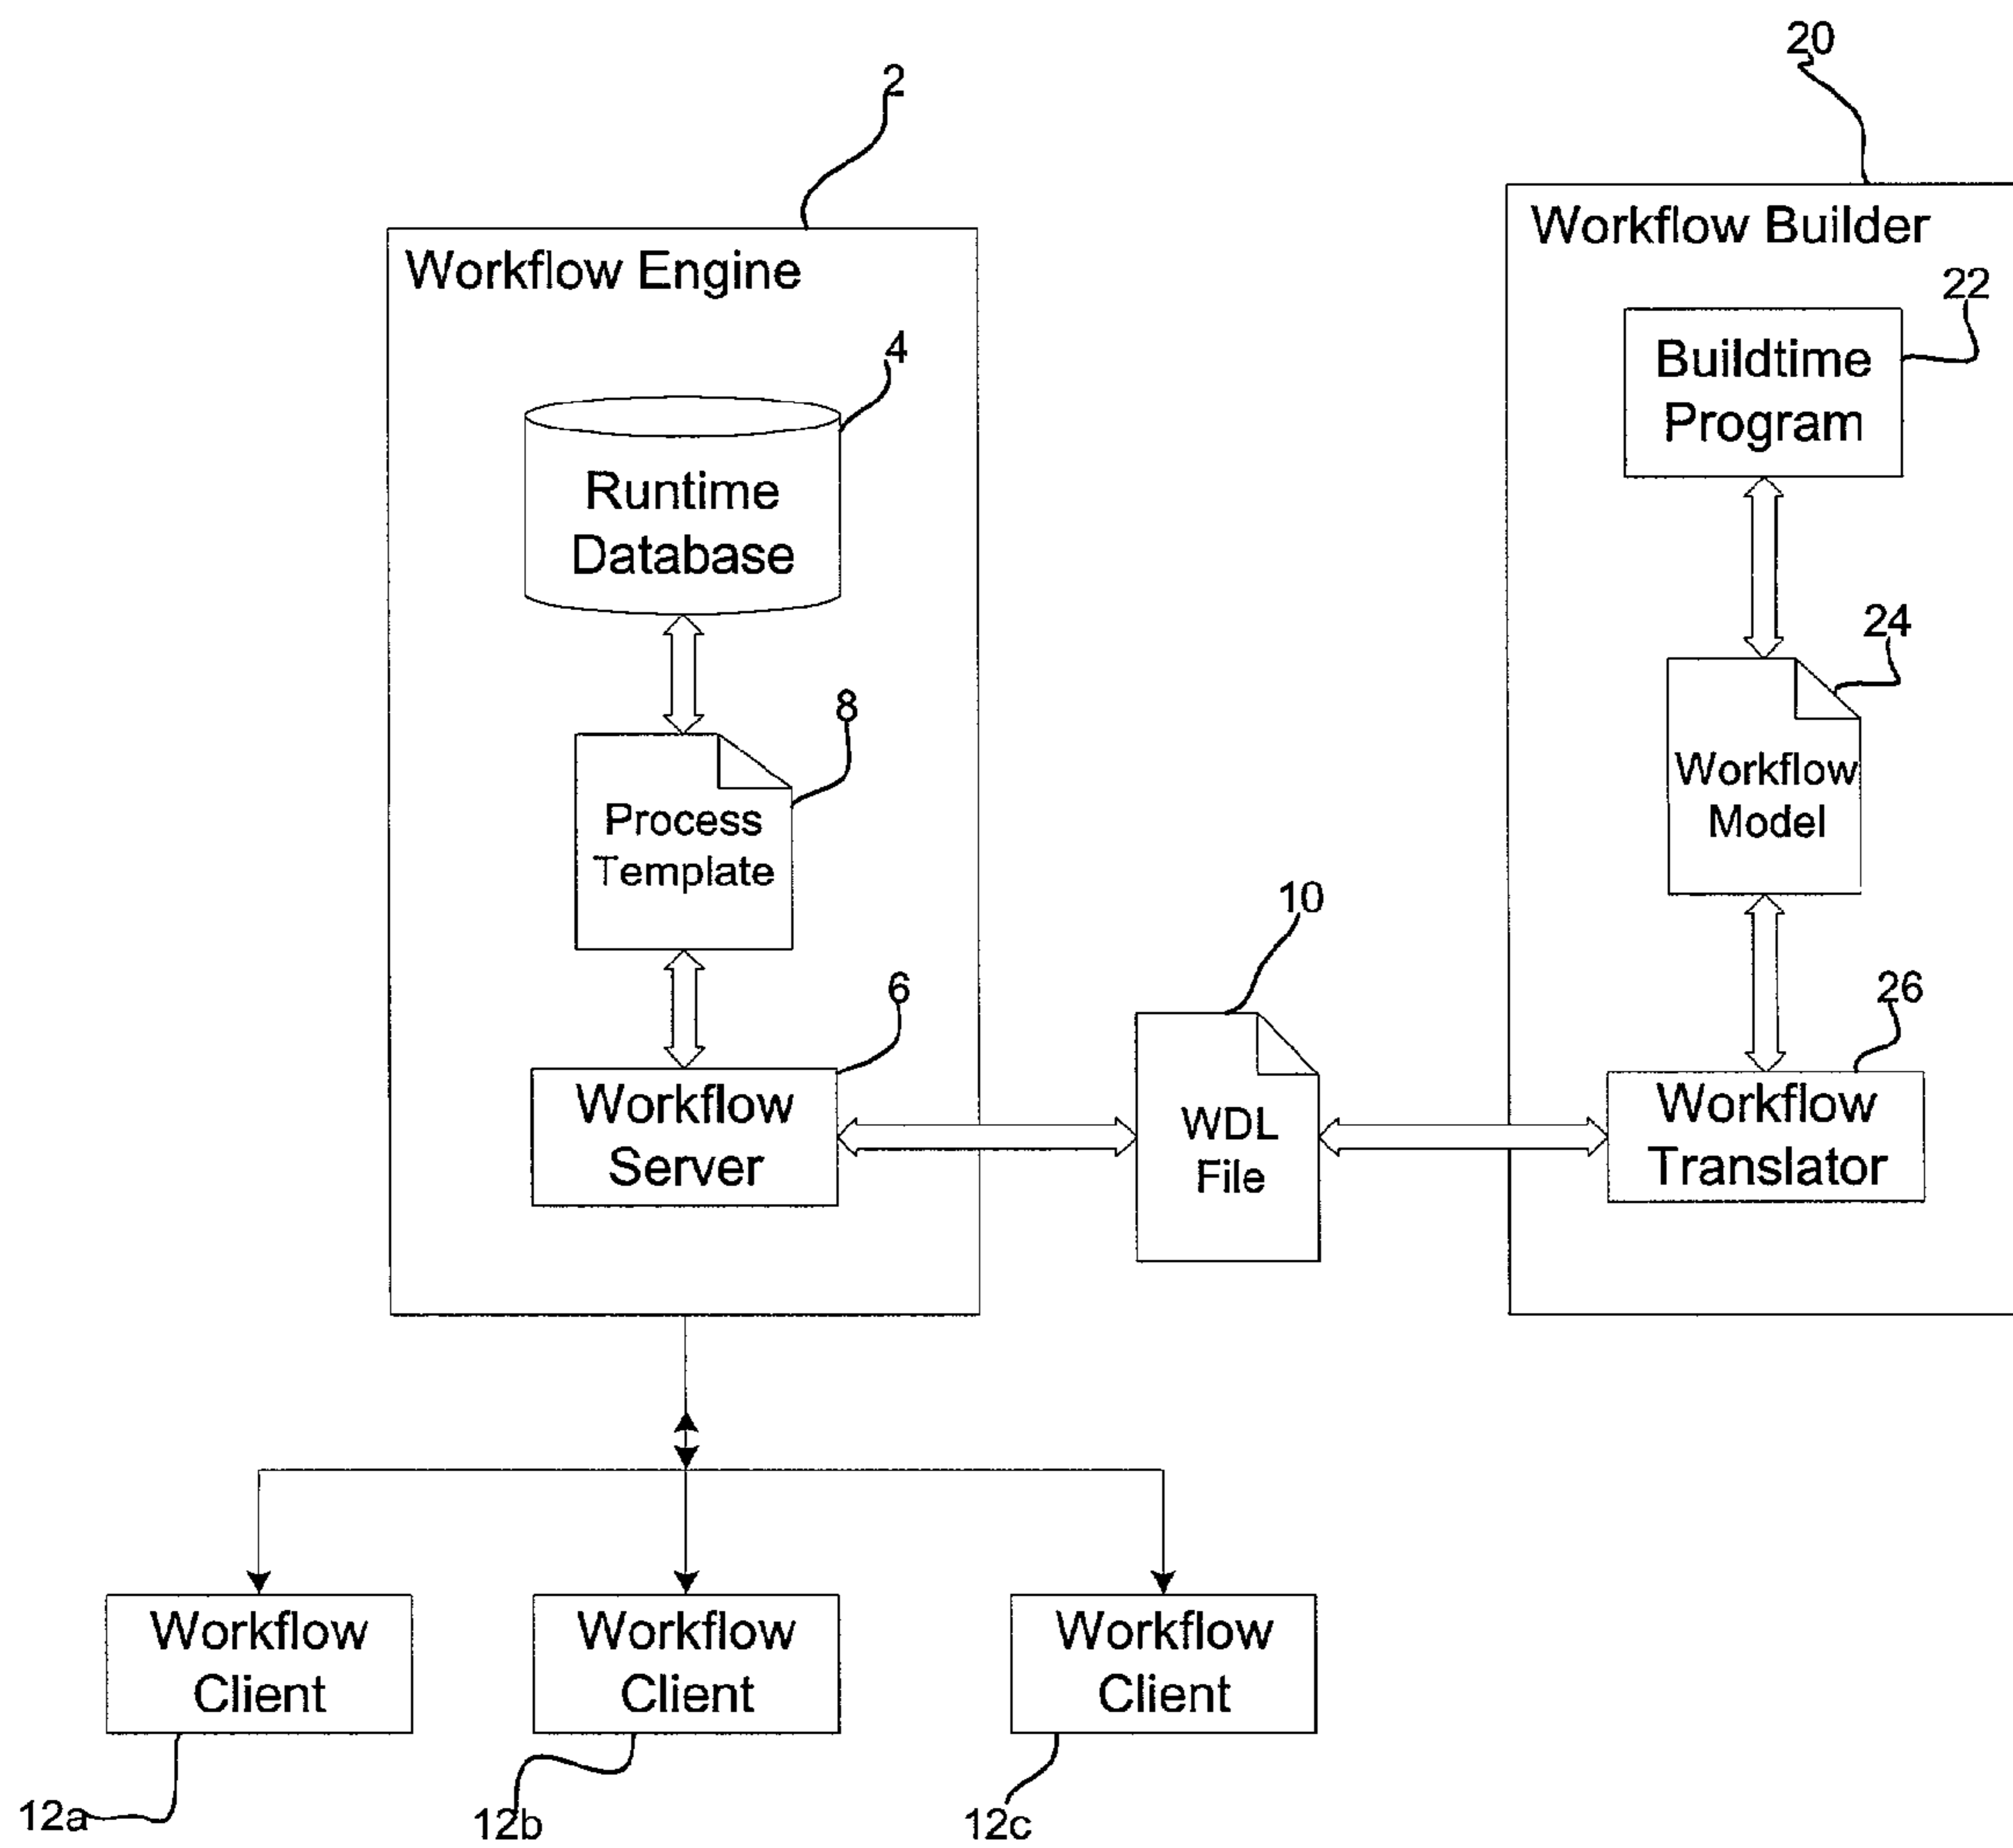 20
2
Workflow Builder
Workflow Engine
22
4
Buildtime
Program
Runtime
Database
24
8
Workflow
Model
Process
Template
10
6
26
Workflow
Server
WDL
File
Workflow
Translator
Workflow
Client
Workflow
Client
Workflow
Client
12a
12b
12c